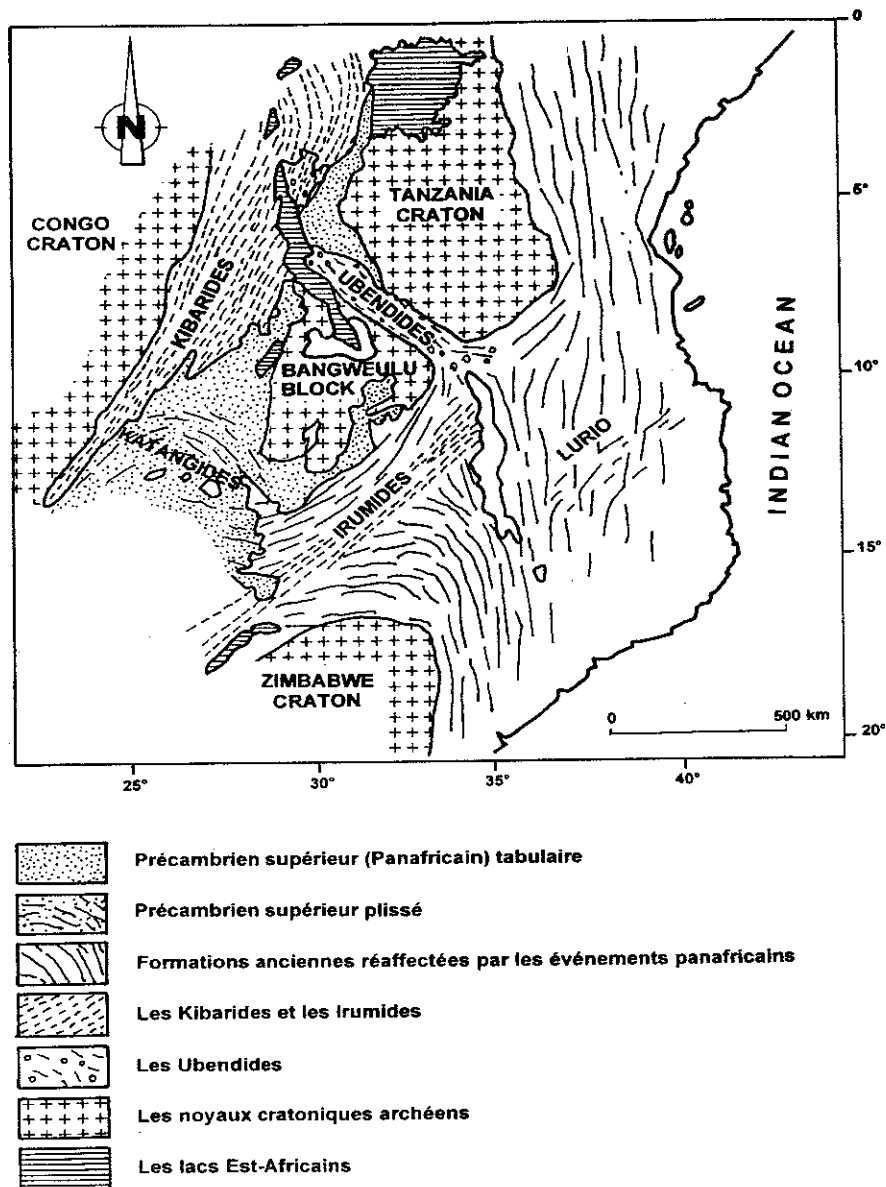 0
N
5°
TANZANIA
CRATON
CONGO
CRATON
KIBARIDES
UBENDIDES
BANGWEULU
BLOCK
10°
KATANGIDES
LURIO
INDIAN OCEAN
IRUMIDES
15°
ZIMBABWE
CRATON
0 500 km
20°
25° 30° 35° 40°
Précambrien supérieur (Panafricain) tabulaire
Précambrien supérieur plissé
Formations anciennes réaffectées par les événements panafricains
Les Kibarides et les Irumides
Les Ubendides
Les noyaux cratoniques archéens
Les lacs Est-Africains